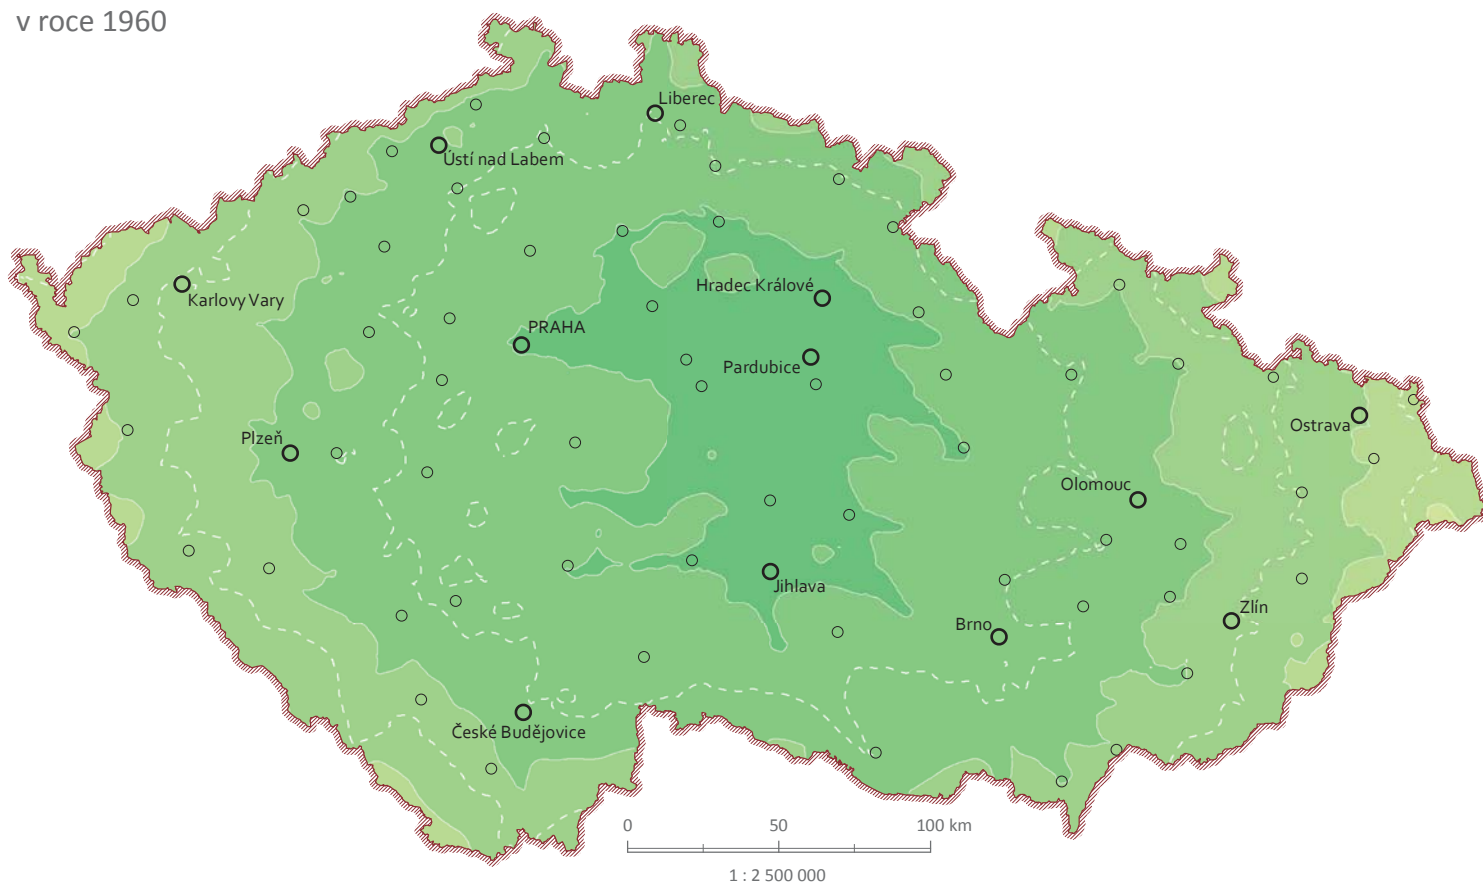 v roce 1960
Liberec
Ústí nad Labem
Karlovy Vary
Hradec Králové
PRAHA
Pardubice
Ostrava
Plzeň
Olomouc
Jihlava
Zlín
Brno
České Budějovice
0 50 100 km
1 : 2 500 000